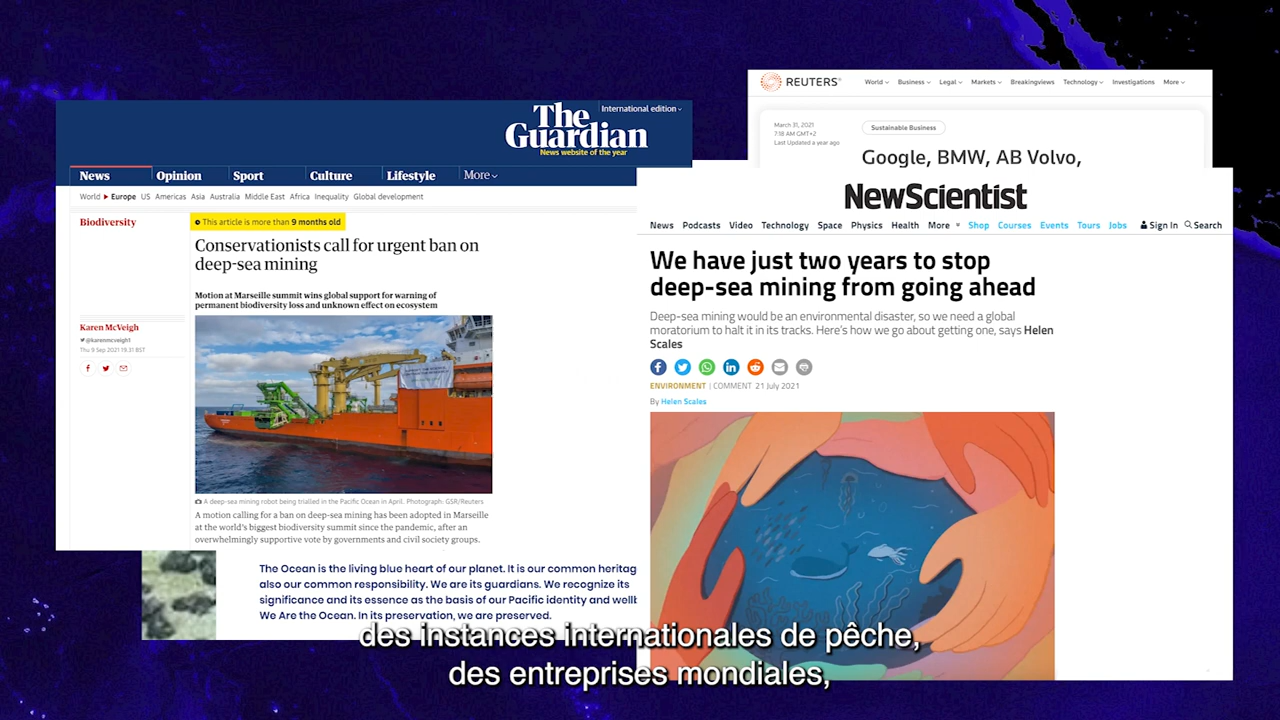 The
Guardian
News website of the year
International edition
News
Opinion
Sport
Culture
Lifestyle
More
World
Europe
US
Americas
Asia
Australia
Middle East
Africa
Inequality
Global development
Biodiversity
This article is more than 9 months old
Conservationists call for urgent ban on
deep-sea mining
Motion at Marseille summit wins global support for warning of
permanent biodiversity loss and unknown effect on ecosystem
Karen McVeigh
@karenmcveigh1
Thu 9 Sep 2021 19.31 BST
A deep-sea mining robot being trialled in the Pacific Ocean in April. Photograph: GSR/Reuters
A motion calling for a ban on deep-sea mining has been adopted in Marseille
at the world's biggest biodiversity summit since the pandemic, after an
overwhelmingly supportive vote by governments and civil society groups.
The Ocean is the living blue heart of our planet. It is our common heritag
also our common responsibility. We are its guardians. We recognize its
significance and its essence as the basis of our Pacific identity and wellb
We Are the Ocean. In its preservation, we are preserved.
REUTERS
World
Business
Legal
Markets
Breakingviews
Technology
Investigations
More
March 31, 2021
7:18 AM GMT+2
Last Updated a year ago
Sustainable Business
Google, BMW, AB Volvo,
NewScientist
News
Podcasts
Video
Technology
Space
Physics
Health
More
Shop
Courses
Events
Tours
Jobs
Sign In
Search
We have just two years to stop
deep-sea mining from going ahead
Deep-sea mining would be an environmental disaster, so we need a global
moratorium to halt it in its tracks. Here's how we go about getting one, says Helen
Scales
ENVIRONMENT | COMMENT 21 July 2021
By Helen Scales
des instances internationales de pêche,
des entreprises mondiales,